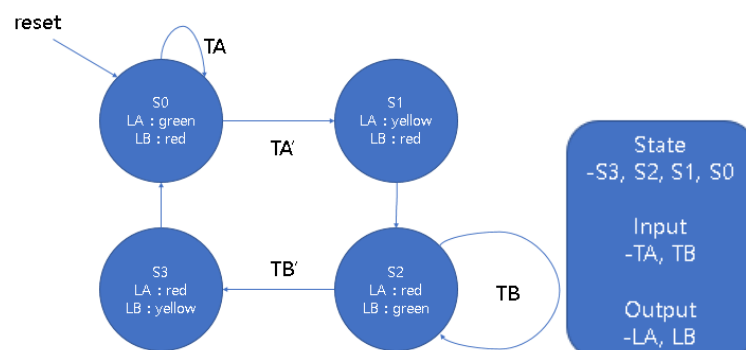 reset
TA
S0
LA : green
LB : red
TA'
S1
LA : yellow
LB : red
S3
LA : red
LB : yellow
TB'
S2
LA : red
LB : green
TB
State
-S3, S2, S1, S0
Input
-TA, TB
Output
-LA, LB